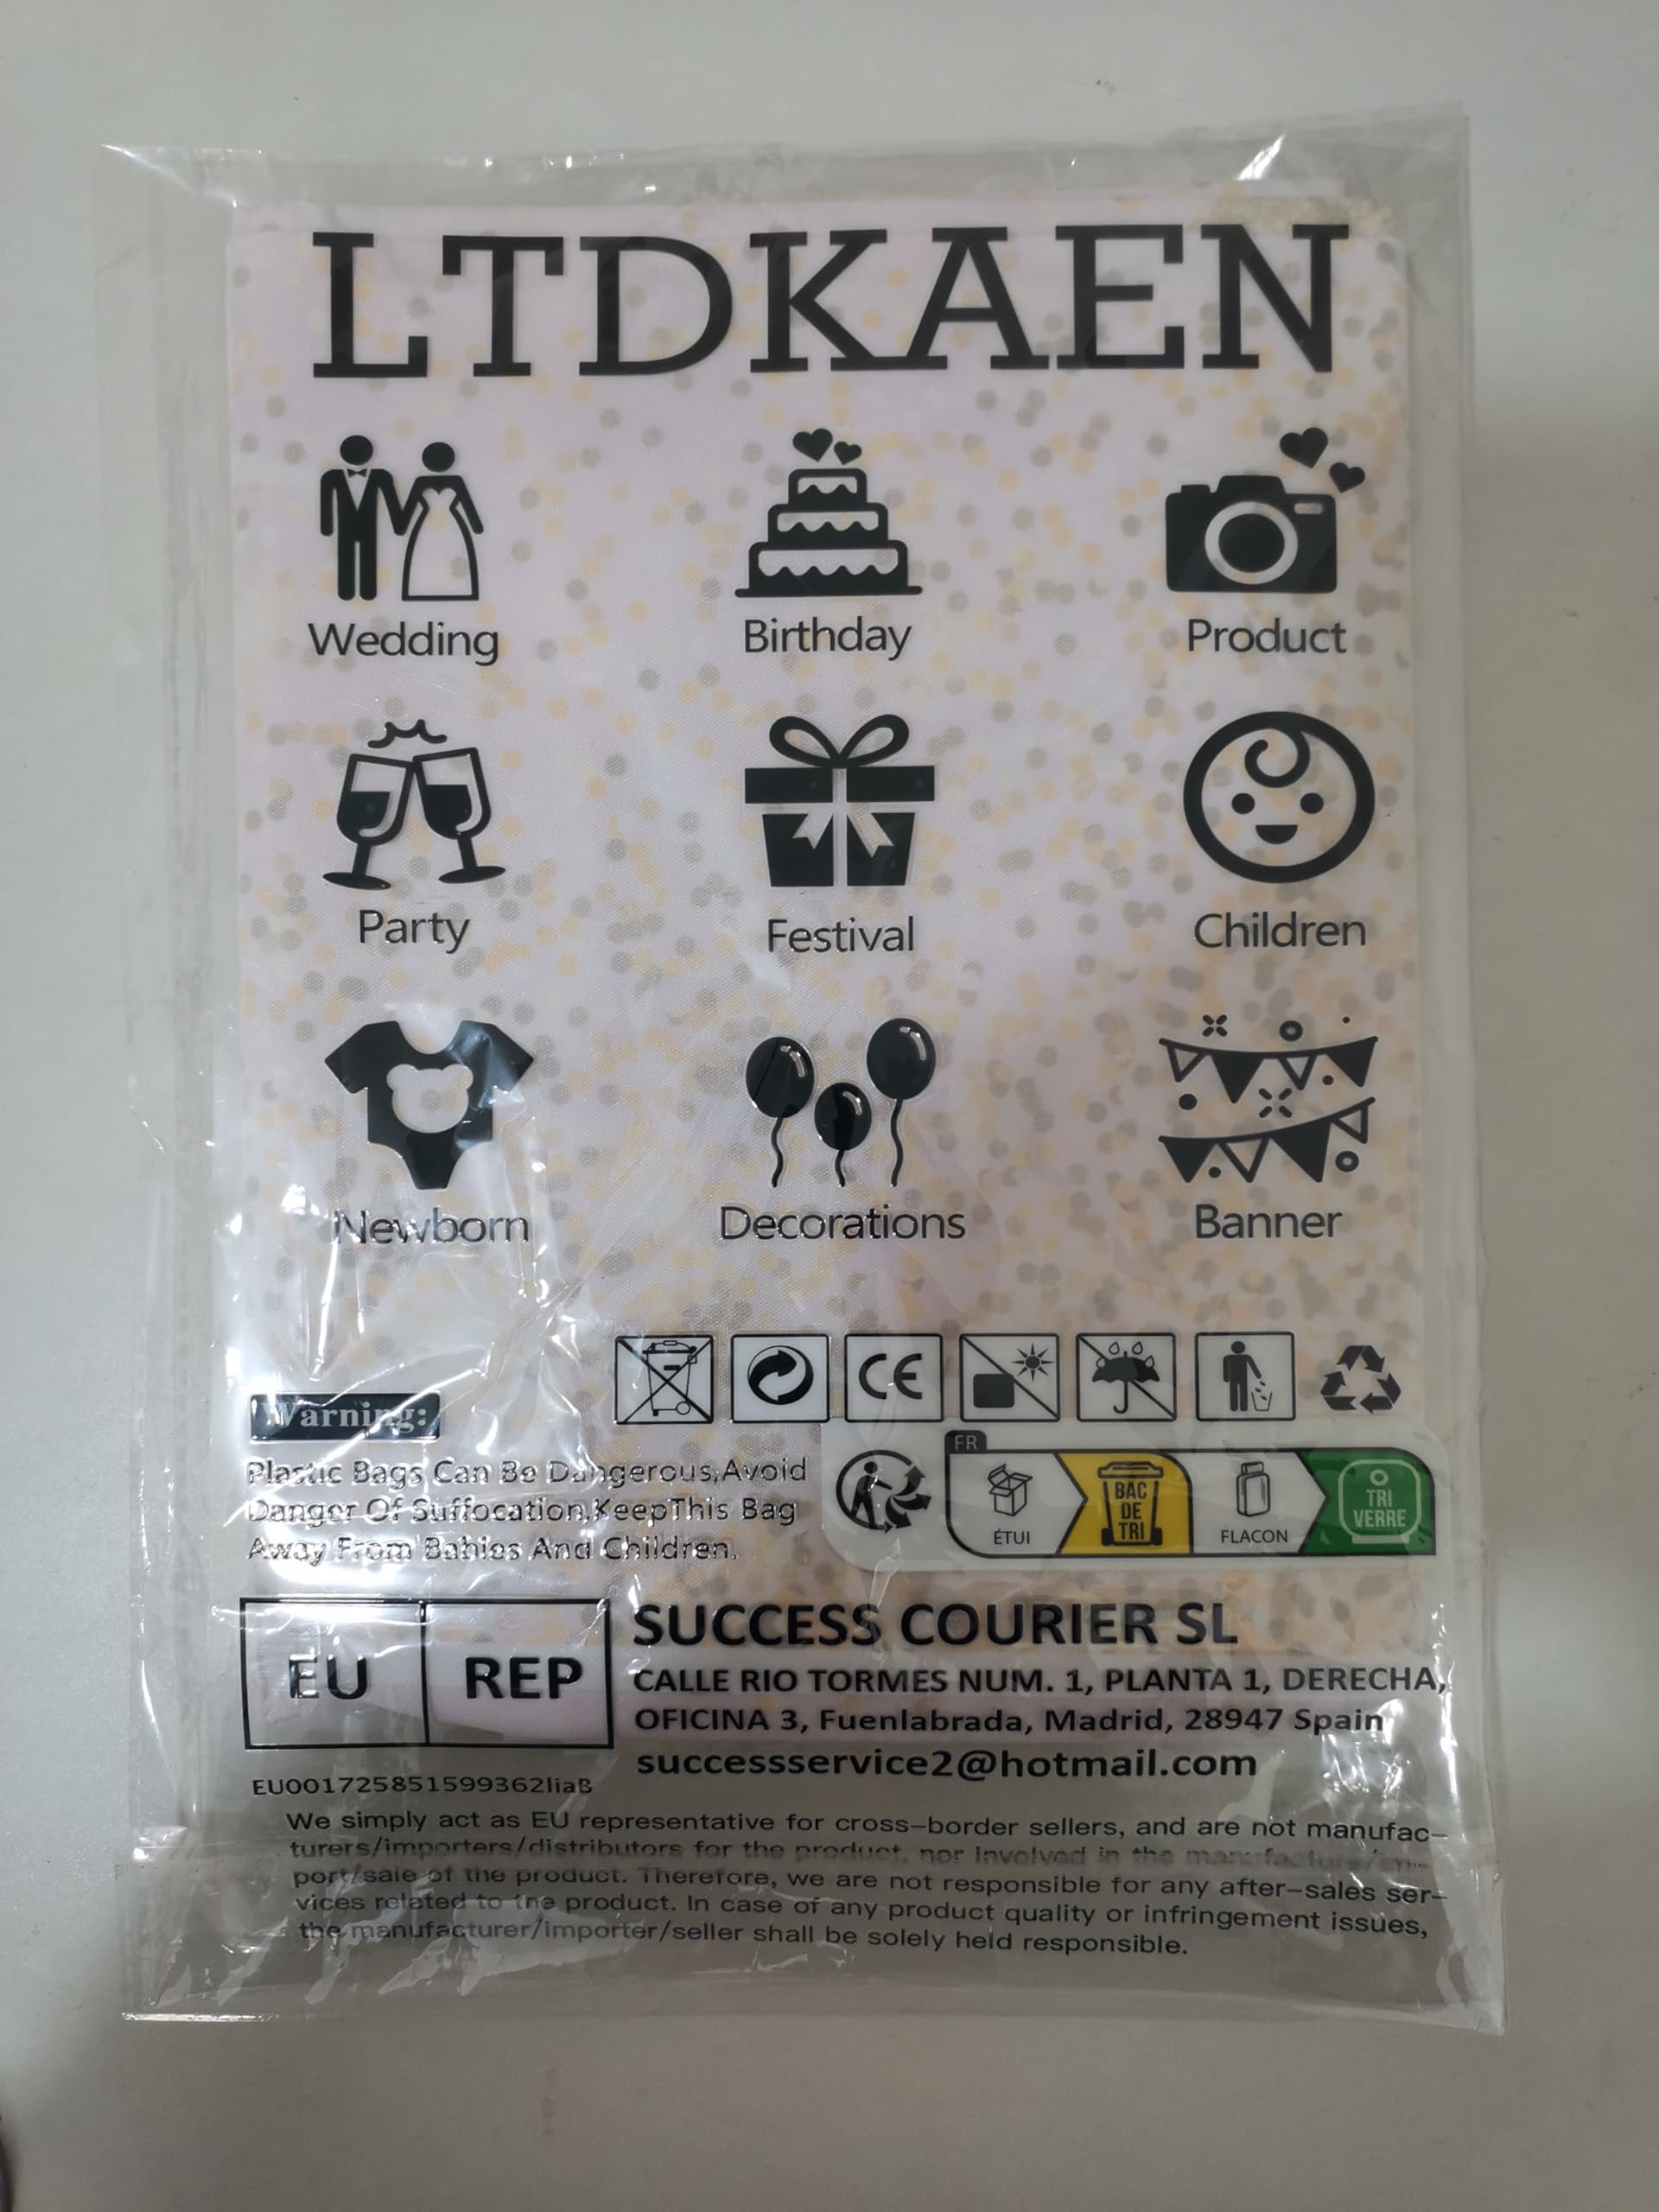 LTDKAEN
Wedding
Birthday
Product
Party
Festival
Children
Newborn
Decorations
Banner
CE
Warning:
Plastic Bags Can Be Dangerous,Avoid
Danger Of Suffocation,KeepThis Bag
Away From Babies And Children.
FR
ÉTUI
BAC
DE
TRI
FLACON
TRI
VERRE
EU REP
SUCCESS COURIER SL
CALLE RIO TORMES NUM. 1, PLANTA 1, DERECHA,
OFICINA 3, Fuenlabrada, Madrid, 28947 Spain
successservice2@hotmail.com
We simply act as EU representative for cross-border sellers, and are not manufac-
turers/importers/distributors for the product, nor involved in the manufacture/im-
port/sale of the product. Therefore, we are not responsible for any after-sales ser-
vices related to the product. In case of any product quality or infringement issues,
the manufacturer/importer/seller shall be solely held responsible.